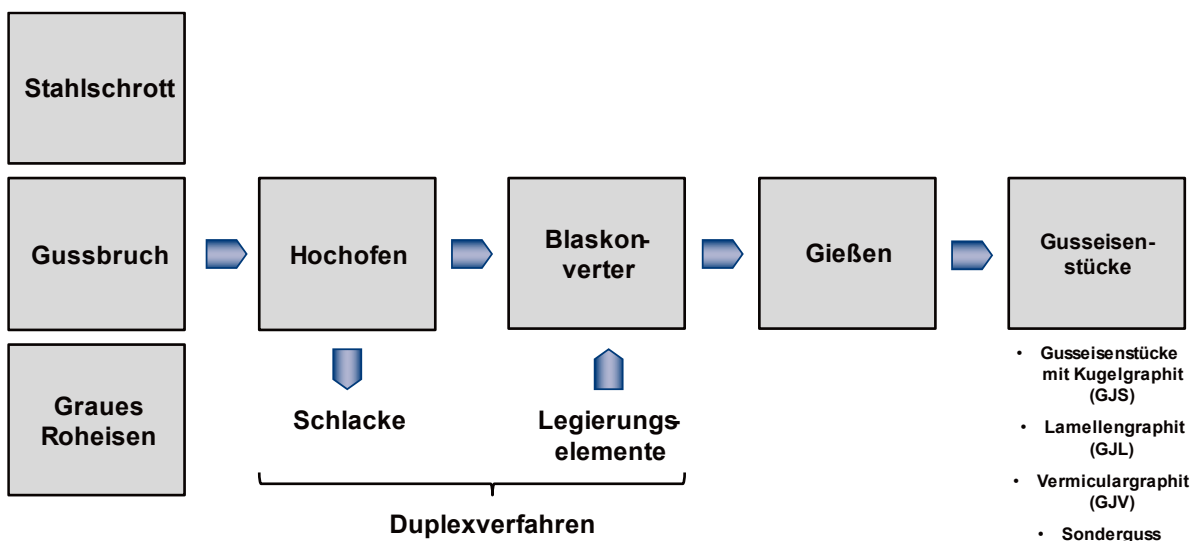 Stahlschrott
Gussbruch
Graues
Roheisen
Hochofen
Schlacke
Blaskon-
verter
Legierungs-
elemente
Duplexverfahren
Gießen
Gusseisen-
stücke
• Gusseisenstücke
mit Kugelgraphit
(GJS)
• Lamellengraphit
(GJL)
• Vermiculargraphit
(GJV)
• Sonderguss